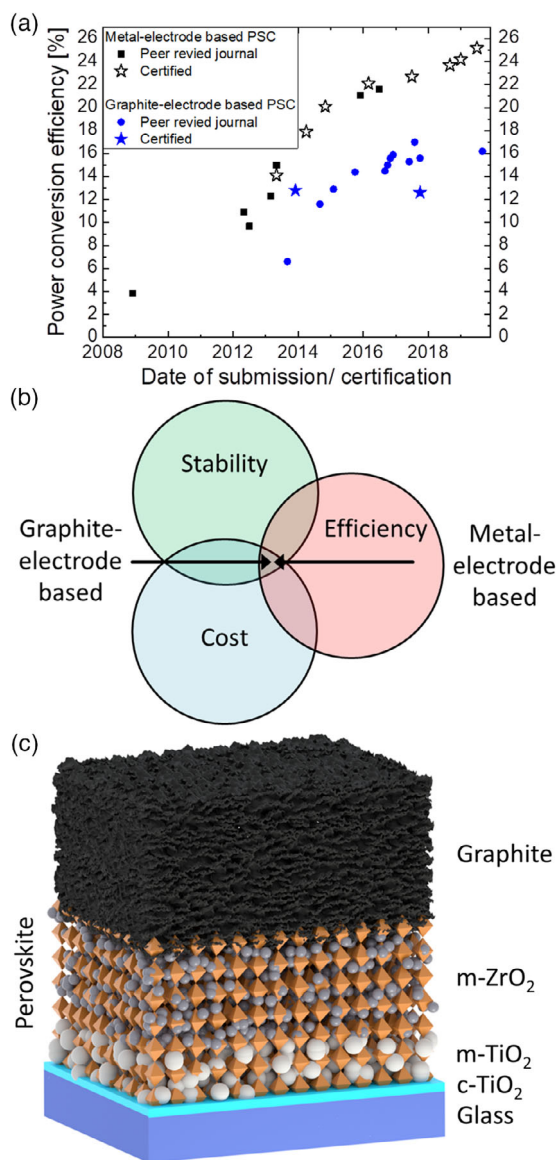 (a)
Power conversion efficiency [%]
26
24
22
20
18
16
14
12
10
8
6
4
2
0
Metal-electrode based PSC
Peer revied journal
Certified
Graphite-electrode based PSC
Peer revied journal
Certified
26
24
22
20
18
16
14
12
10
8
6
4
2
0
2008 2010 2012 2014 2016 2018
Date of submission/ certification
(b)
Stability
Graphite-
electrode
based
Efficiency
Metal-
electrode
based
Cost
(c)
Perovskite
Graphite
m-ZrO₂
m-TiO₂
c-TiO₂
Glass